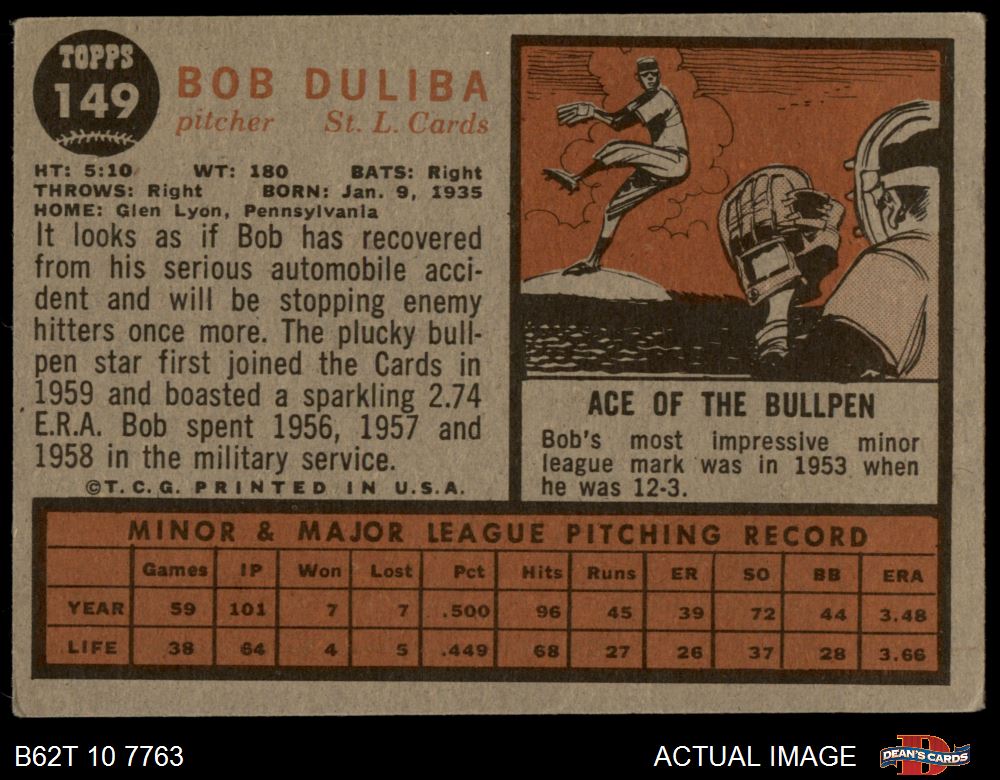 TOPPS
149
BOB DULIBA
pitcher St. L. Cards
HT: 5:10 WT: 180 BATS: Right
THROWS: Right BORN: Jan. 9, 1935
HOME: Glen Lyon, Pennsylvania
It looks as if Bob has recovered
from his serious automobile acci-
dent and will be stopping enemy
hitters once more. The plucky bull-
pen star first joined the Cards in
1959 and boasted a sparkling 2.74
E.R.A. Bob spent 1956, 1957 and
1958 in the military service.
©T.C.G. PRINTED IN U.S.A.
ACE OF THE BULLPEN
Bob's most impressive minor
league mark was in 1953 when
he was 12-3.
MINOR & MAJOR LEAGUE PITCHING RECORD
Games IP Won Lost Pct Hits Runs ER SO BB ERA
YEAR 59 101 7 7 .500 96 45 39 72 44 3.48
LIFE 38 64 4 5 .449 68 27 26 37 28 3.66
B62T 10 7763 ACTUAL IMAGE DEAN'S CARDS